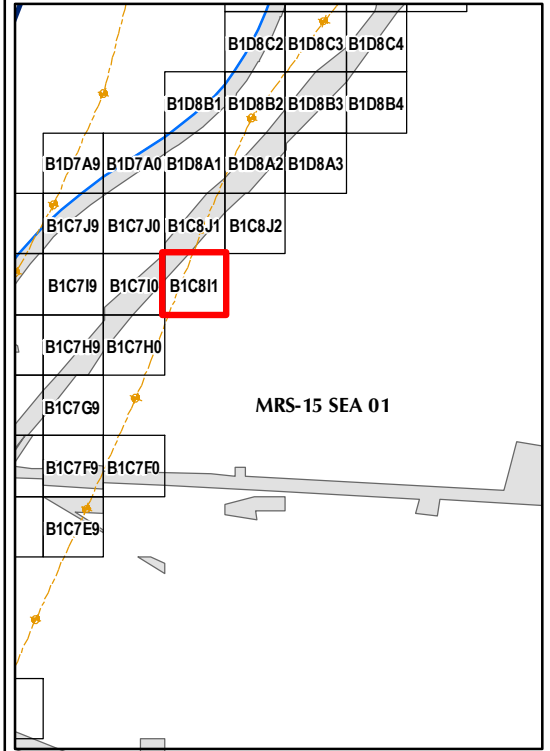 B1D8C2 B1D8C3 B1D8C4
B1D8B1 B1D8B2 B1D8B3 B1D8B4
B1D7A9 B1D7A0 B1D8A1 B1D8A2 B1D8A3
B1C7J9 B1C7J0 B1C8J1 B1C8J2
B1C7I9 B1C7I0 B1C8I1
B1C7H9 B1C7H0
MRS-15 SEA 01
B1C7G9
B1C7F9 B1C7F0
B1C7E9